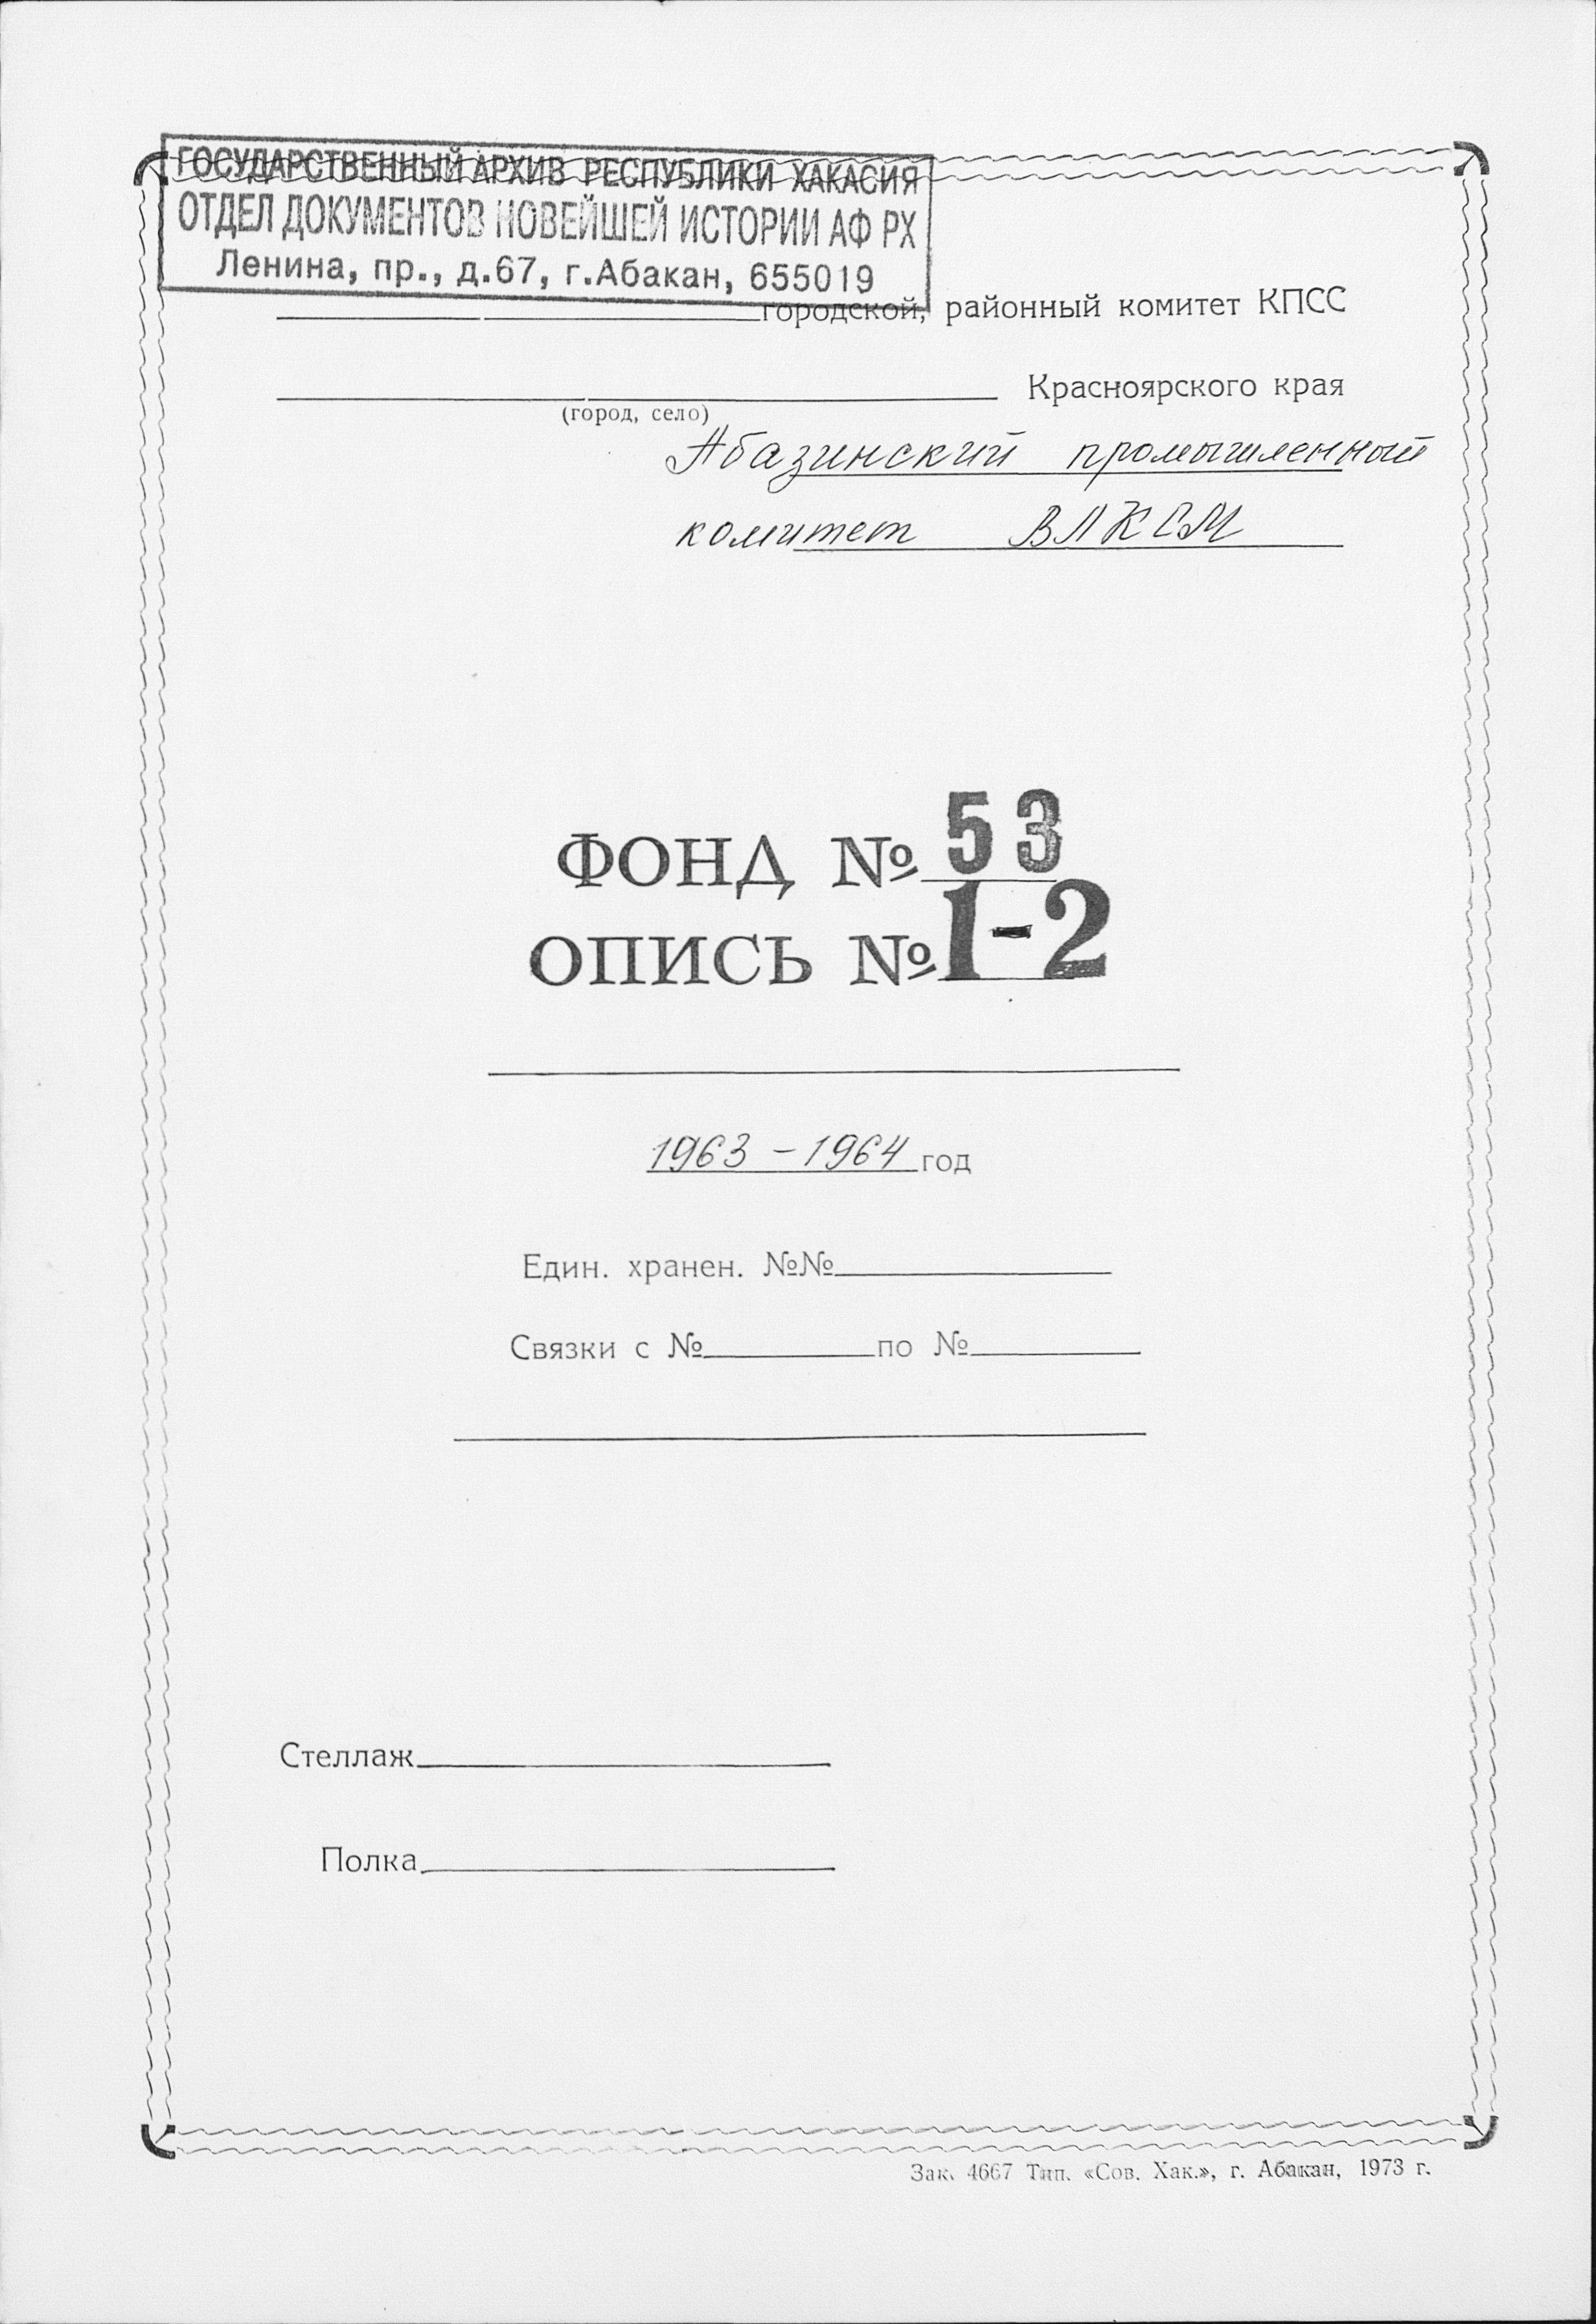 ГОСУДАРСТВЕННЫЙ АРХИВ РЕСПУБЛИКИ ХАКАСИЯ
ОТДЕЛ ДОКУМЕНТОВ НОВЕЙШЕЙ ИСТОРИИ АФ РХ
Ленина, пр., д.67, г.Абакан, 655019
городской, районный комитет КПСС
Красноярского края
(город, село)
Абазинский промышленный
комитет ВЛКСМ
ФОНД № 53
ОПИСЬ № 1-2
1963 - 1964 год
Един. хранен. №№
Связки с № по №
Стеллаж
Полка
Зак. 4667 Тип. «Сов. Хак.», г. Абакан, 1973 г.